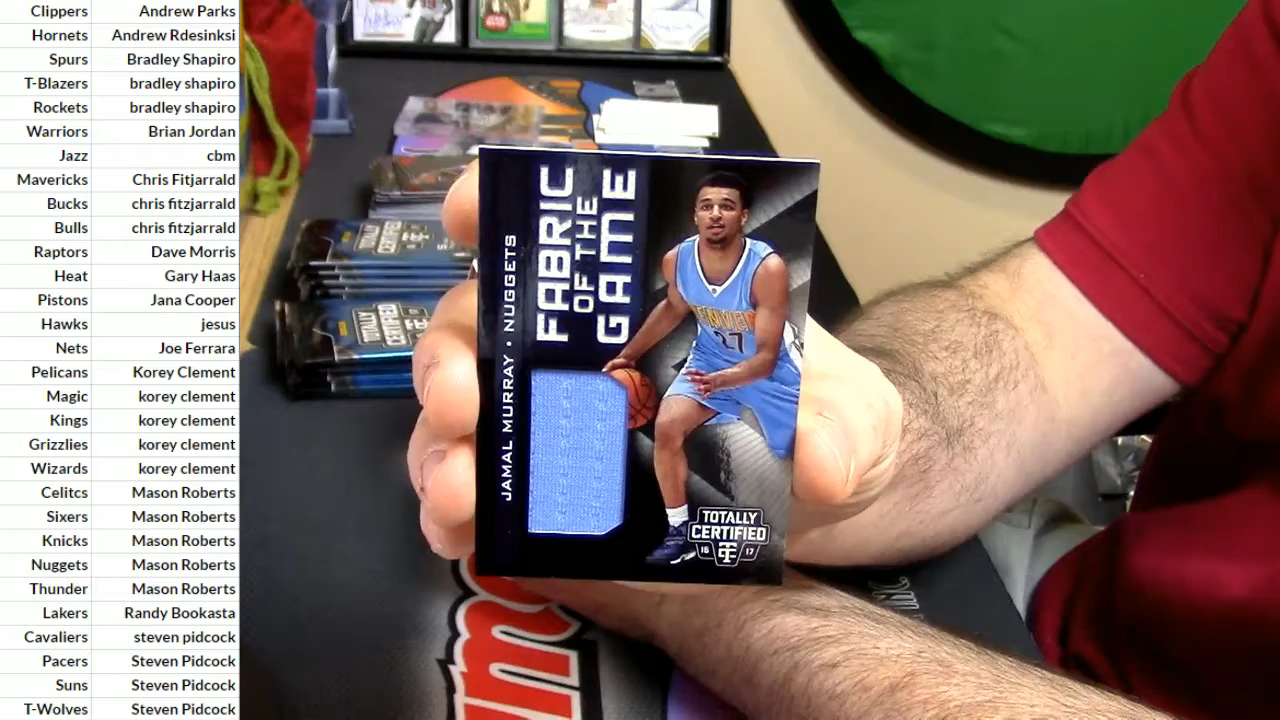 Clippers Andrew Parks
Hornets Andrew Rdesinksi
Spurs Bradley Shapiro
T-Blazers bradley shapiro
Rockets bradley shapiro
Warriors Brian Jordan
Jazz cbm
Mavericks Chris Fitjarrald
Bucks chris fitzjarrald
Bulls chris fitzjarrald
Raptors Dave Morris
Heat Gary Haas
Pistons Jana Cooper
Hawks jesus
Nets Joe Ferrara
Pelicans Korey Clement
Magic korey clement
Kings korey clement
Grizzlies korey clement
Wizards korey clement
Celitcs Mason Roberts
Sixers Mason Roberts
Knicks Mason Roberts
Nuggets Mason Roberts
Thunder Mason Roberts
Lakers Randy Bookasta
Cavaliers steven pidcock
Pacers Steven Pidcock
Suns Steven Pidcock
T-Wolves Steven Pidcock
JAMAL MURRAY • NUGGETS
FABRIC
OF THE
GAME
DENVER
27
TOTALLY
CERTIFIED
16 TC 17
TOTALLY
CERTIFIED
TOTALLY
CERTIFIED